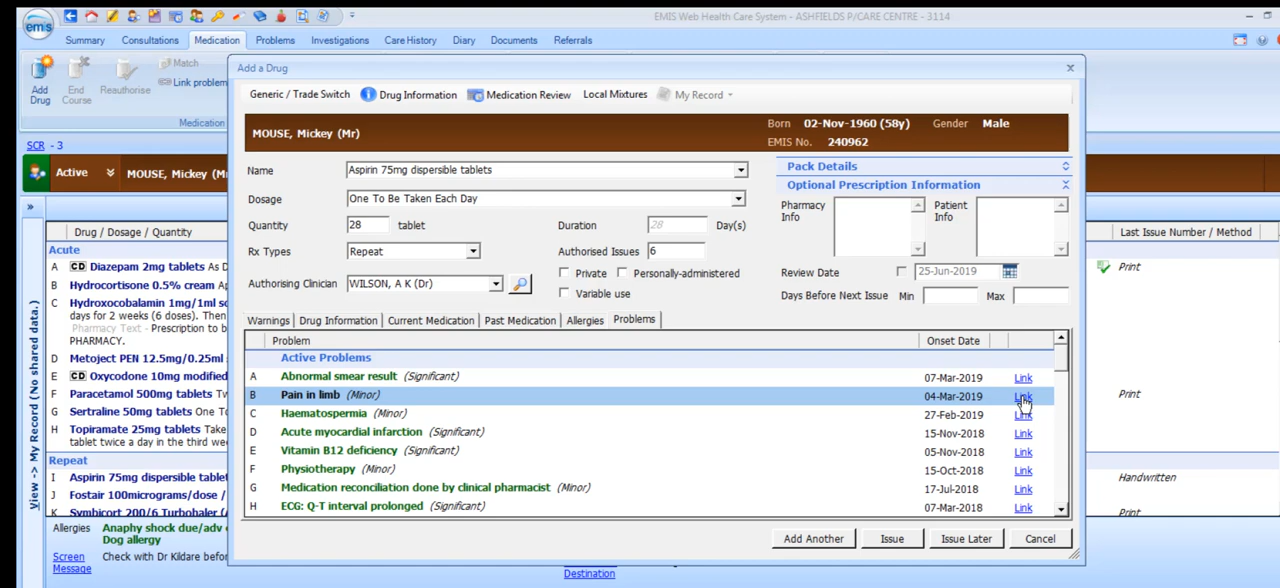 emis
EMIS Web Health Care System - ASHFIELDS P/CARE CENTRE - 3114
Summary Consultations Medication Problems Investigations Care History Diary Documents Referrals
Add Drug
End Course
Reauthorise
Match
Link problem
Medication
SCR - 3
Active MOUSE, Mickey (M
Add a Drug
Generic / Trade Switch Drug Information Medication Review Local Mixtures My Record
MOUSE, Mickey (Mr)
Born 02-Nov-1960 (58y) Gender Male
EMIS No. 240962
Name Aspirin 75mg dispersible tablets
Dosage One To Be Taken Each Day
Quantity 28 tablet Duration 28 Day(s)
Rx Types Repeat Authorised Issues 6
Private Personally-administered
Authorising Clinician WILSON, A K (Dr)
Variable use
Pack Details
Optional Prescription Information
Pharmacy Info
Patient Info
Review Date 25-Jun-2019
Days Before Next Issue Min Max
Warnings Drug Information Current Medication Past Medication Allergies Problems
Problem Onset Date
Active Problems
A Abnormal smear result (Significant) 07-Mar-2019 Link
B Pain in limb (Minor) 04-Mar-2019 Link
C Haematospermia (Minor) 27-Feb-2019 Link
D Acute myocardial infarction (Significant) 15-Nov-2018 Link
E Vitamin B12 deficiency (Significant) 05-Nov-2018 Link
F Physiotherapy (Minor) 15-Oct-2018 Link
G Medication reconciliation done by clinical pharmacist (Minor) 17-Jul-2018 Link
H ECG: Q-T interval prolonged (Significant) 07-Mar-2018 Link
Add Another Issue Issue Later Cancel
View -> My Record (No shared data.)
Drug / Dosage / Quantity
Last Issue Number / Method
Acute
A CD Diazepam 2mg tablets As D
Print
B Hydrocortisone 0.5% cream Ap
C Hydroxocobalamin 1mg/1ml so
days for 2 weeks (6 doses). Then
Pharmacy Text - Prescription to b
PHARMACY.
D Metoject PEN 12.5mg/0.25ml
E CD Oxycodone 10mg modified
F Paracetamol 500mg tablets Tw
Print
G Sertraline 50mg tablets One To
H Topiramate 25mg tablets Take
tablet twice a day in the third we
Repeat
I Aspirin 75mg dispersible table
Handwritten
J Fostair 100micrograms/dose /
K Symbicort 200/6 Turbohaler (A
Print
Allergies Anaphy shock due/adv e
Dog allergy
Screen Message Check with Dr Kildare befor
Destination